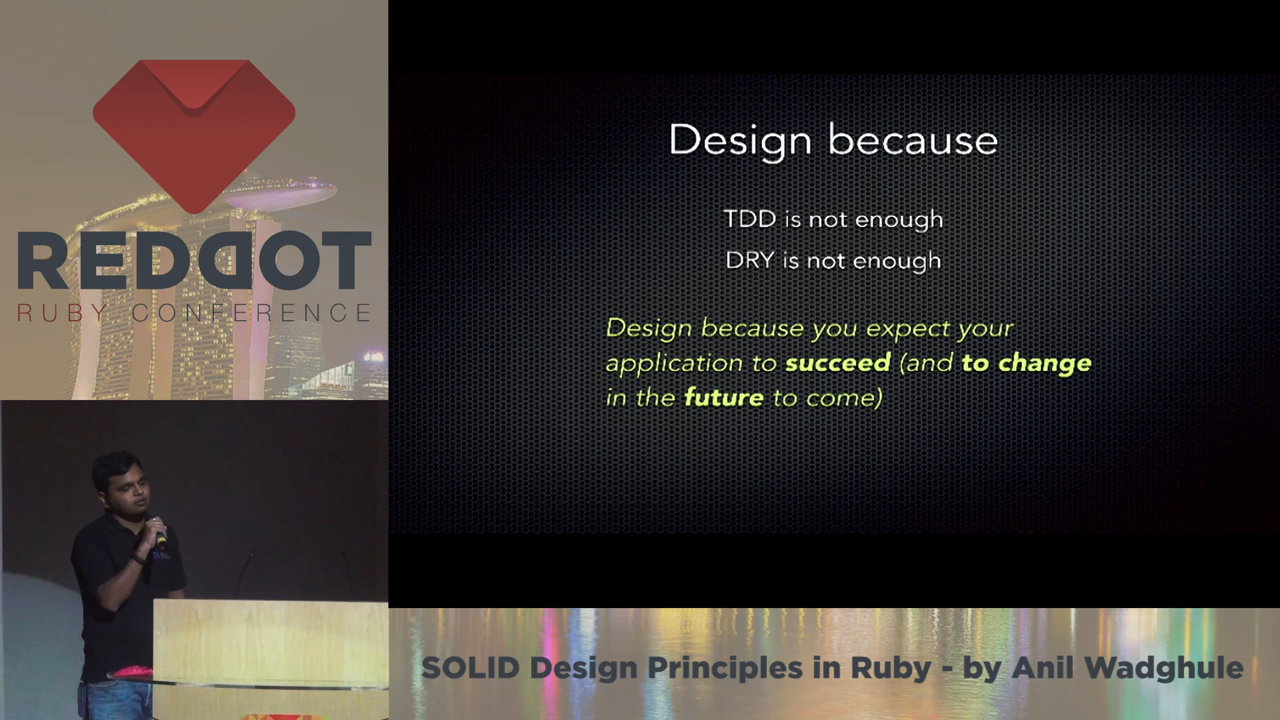 REDDOT
RUBY CONFERENCE
Design because
TDD is not enough
DRY is not enough
Design because you expect your
application to succeed (and to change
in the future to come)
SOLID Design Principles in Ruby - by Anil Wadghule